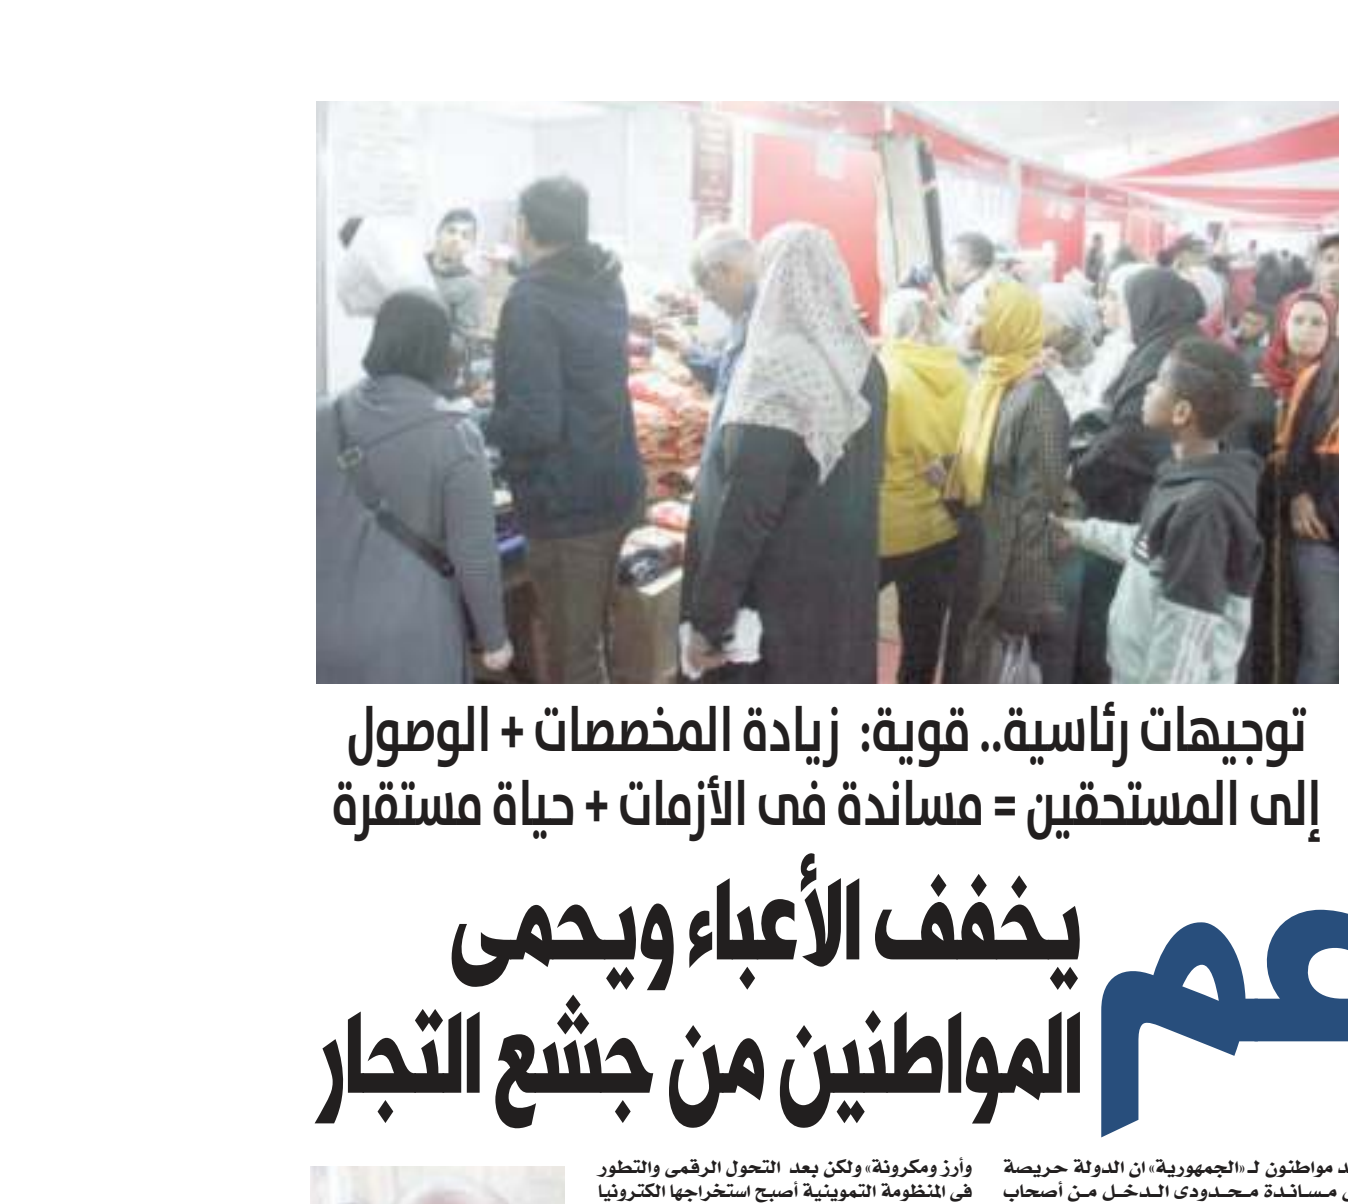 توجيهات رئاسية.. قوية: زيادة المخصصات + الوصول
إلى المستحقين = مساندة فى الأزمات + حياة مستقرة
عم
يخفف الأعباء ويحمى
المواطنين من جشع التجار
مواطنون لـ«الجمهورية» ان الدولة حريصة
مساندة محدودى الدخل من أصحاب
وأرز ومكرونة» ولكن بعد التحول الرقمى والتطور
فى المنظومة التموينية أصبح استخراجها الكترونيا